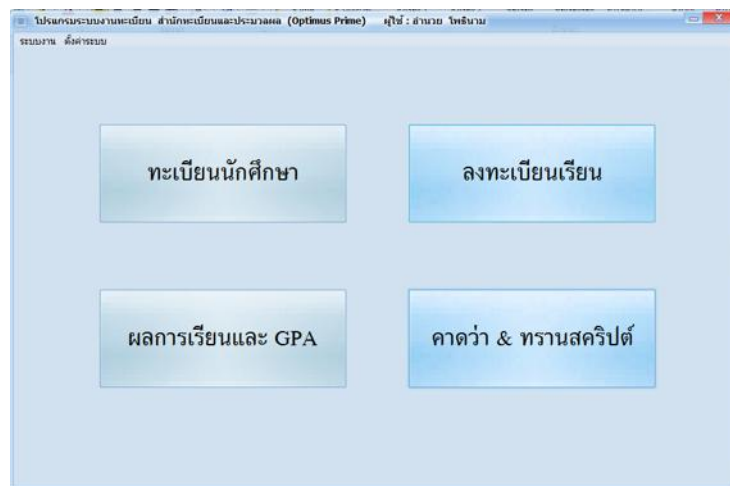 โปรแกรมระบบงานทะเบียน สำนักทะเบียนและประมวลผล (Optimus Prime) ผู้ใช้ : อำนวย โพธินาม
ระบบงาน ตั้งค่าระบบ
ทะเบียนนักศึกษา
ลงทะเบียนเรียน
ผลการเรียนและ GPA
คาดว่า & ทรานสคริปต์